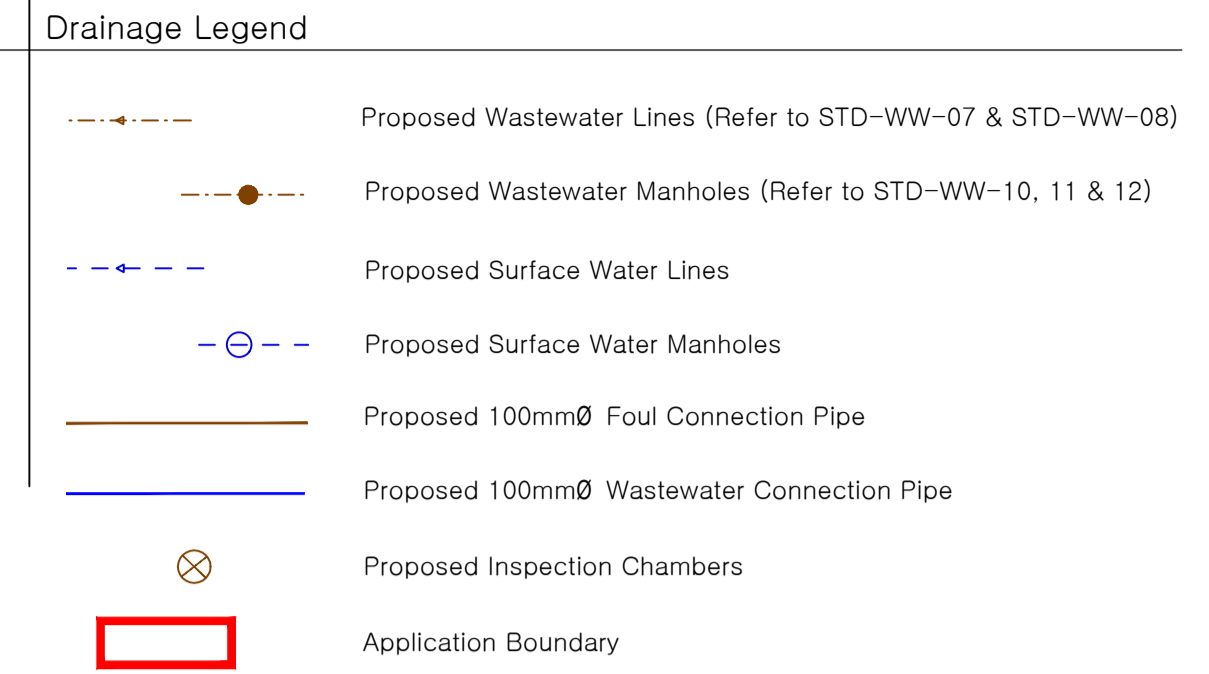 Drainage Legend
Proposed Wastewater Lines (Refer to STD-WW-07 & STD-WW-08)
Proposed Wastewater Manholes (Refer to STD-WW-10, 11 & 12)
Proposed Surface Water Lines
Proposed Surface Water Manholes
Proposed 100mmØ Foul Connection Pipe
Proposed 100mmØ Wastewater Connection Pipe
Proposed Inspection Chambers
Application Boundary